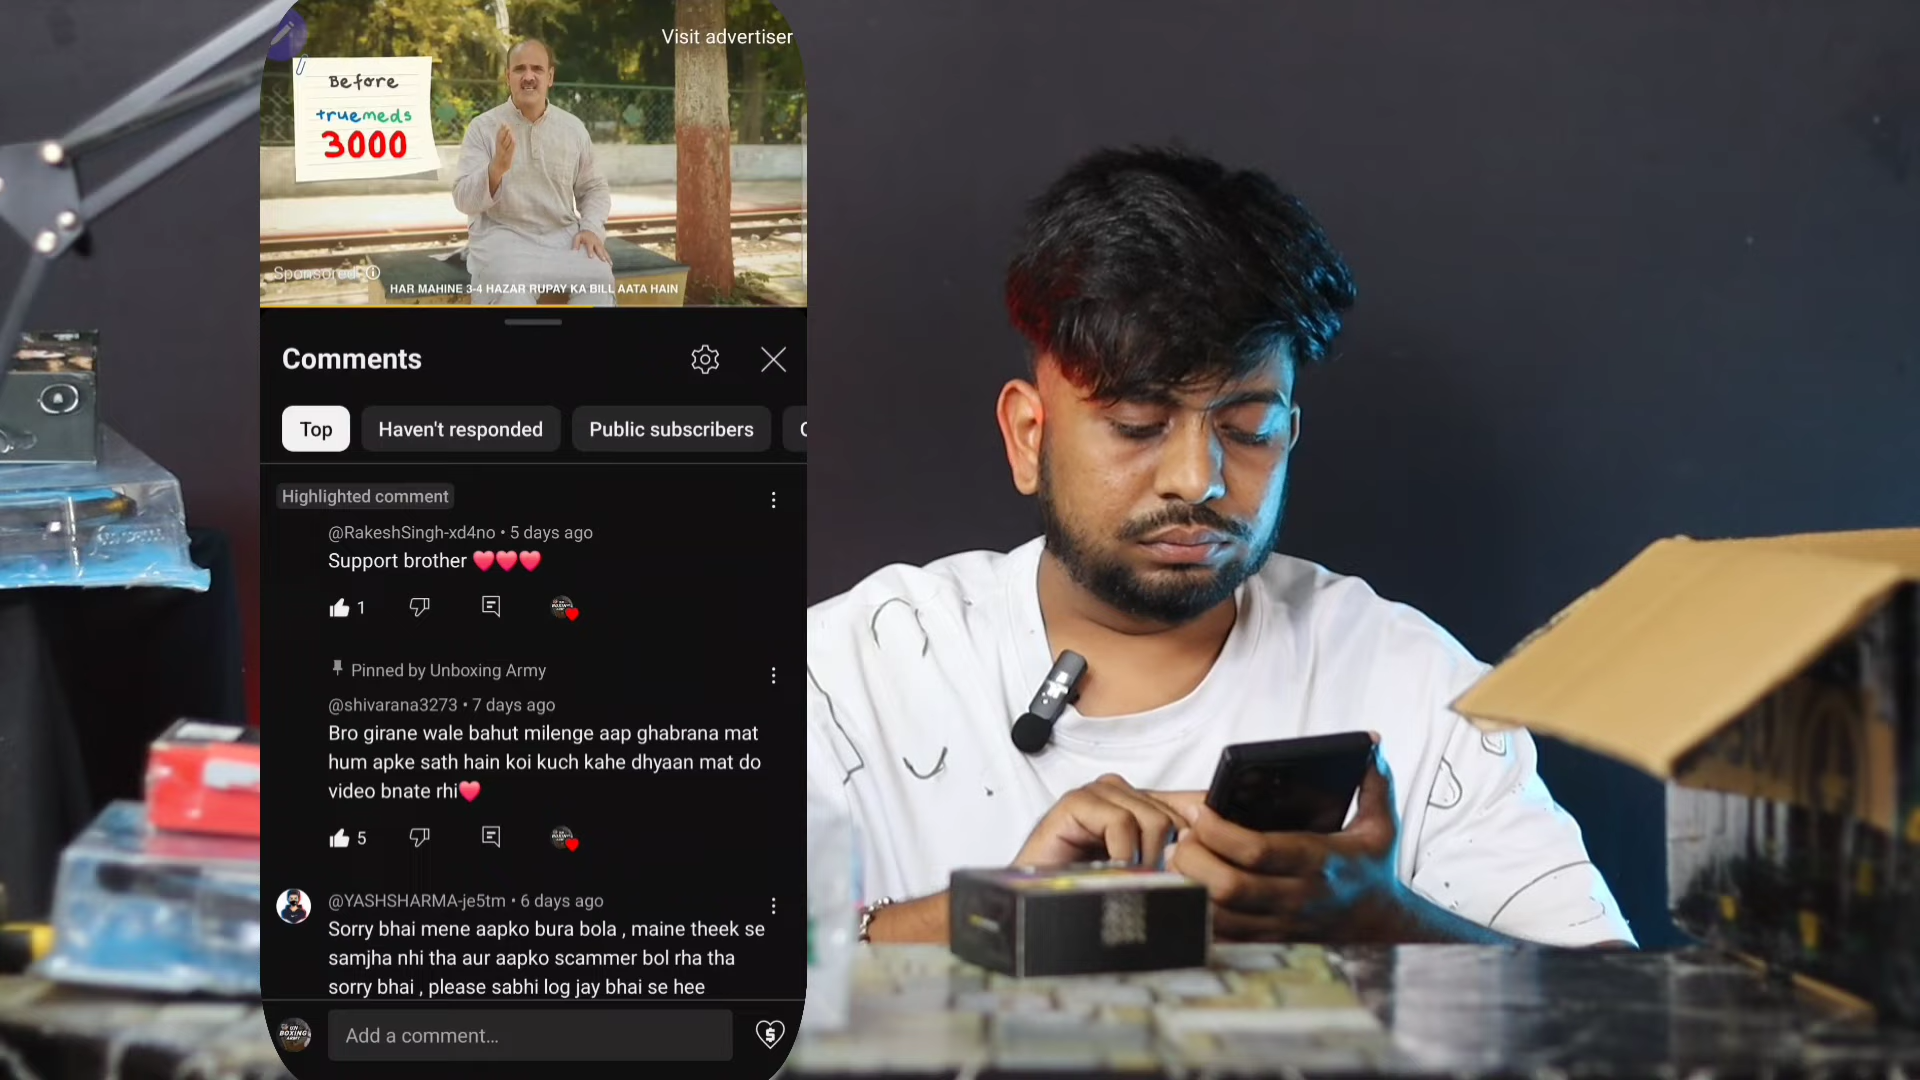 Visit advertiser
Before
truemeds
3000
Sponsored
HAR MAHINE 3-4 HAZAR RUPAY KA BILL AATA HAIN
Comments
Top
Haven't responded
Public subscribers
Highlighted comment
@RakeshSingh-xd4no • 5 days ago
Support brother ❤️❤️❤️
1
Pinned by Unboxing Army
@shivarana3273 • 7 days ago
Bro girane wale bahut milenge aap ghabrana mat
hum apke sath hain koi kuch kahe dhyaan mat do
video bnate rhi❤️
5
@YASHSHARMA-je5tm • 6 days ago
Sorry bhai mene aapko bura bola , maine theek se
samjha nhi tha aur aapko scammer bol rha tha
sorry bhai , please sabhi log jay bhai se hee
Add a comment...